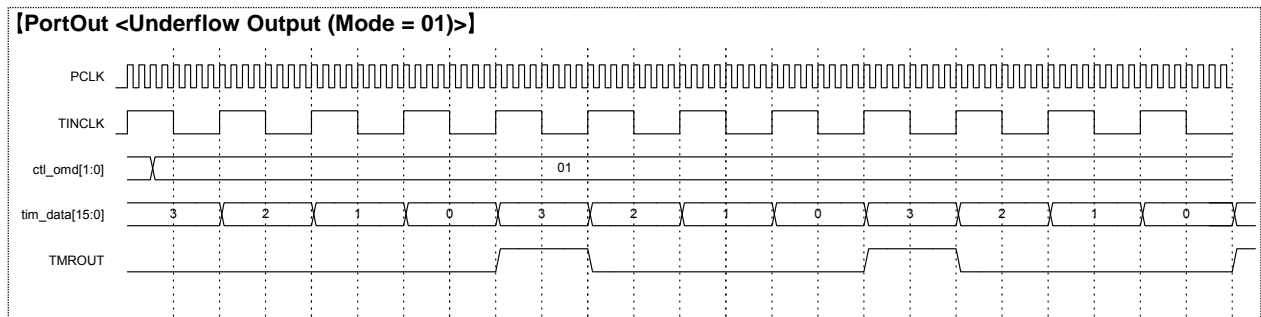 【PortOut <Underflow Output (Mode = 01)>】
PCLK
TINCLK
ctl_omd[1:0] 01
tim_data[15:0] 3 2 1 0 3 2 1 0 3 2 1 0
TMROUT